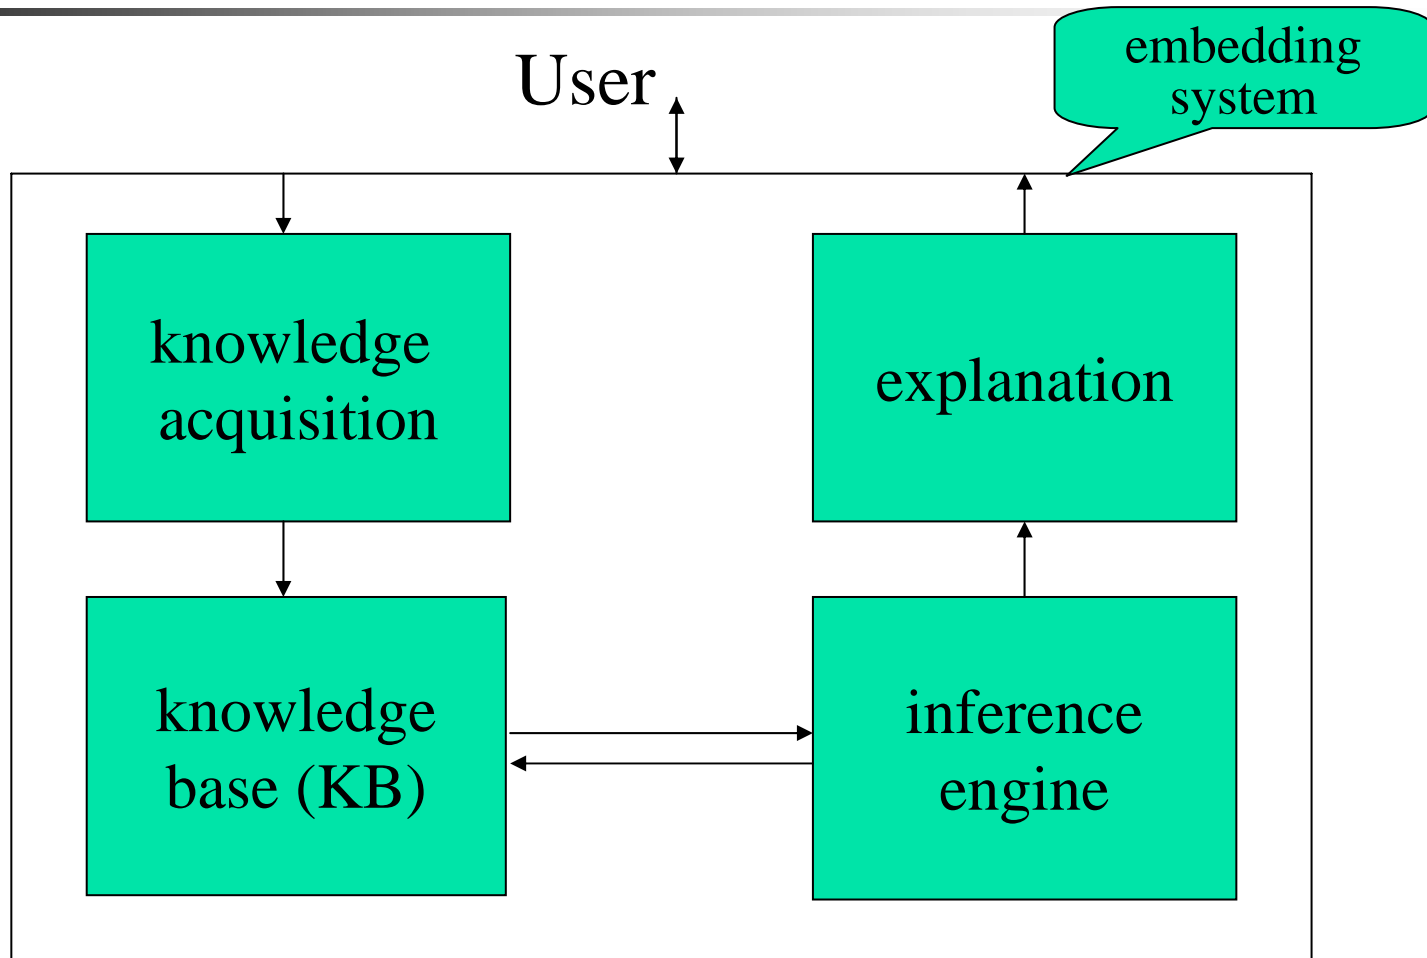 User
embedding
system
knowledge
acquisition
explanation
knowledge
base (KB)
inference
engine